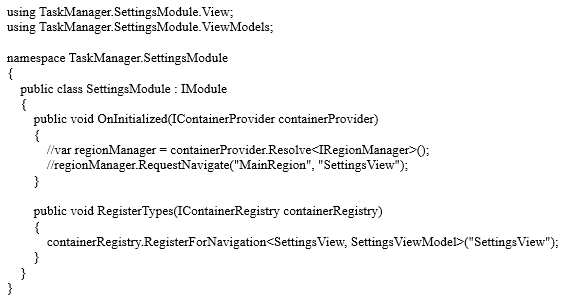 using TaskManager.SettingsModule.View;
using TaskManager.SettingsModule.ViewModels;

namespace TaskManager.SettingsModule
{
    public class SettingsModule : IModule
    {
        public void OnInitialized(IContainerProvider containerProvider)
        {
            //var regionManager = containerProvider.Resolve<IRegionManager>();
            //regionManager.RequestNavigate("MainRegion", "SettingsView");
        }

        public void RegisterTypes(IContainerRegistry containerRegistry)
        {
            containerRegistry.RegisterForNavigation<SettingsView, SettingsViewModel>("SettingsView");
        }
    }
}